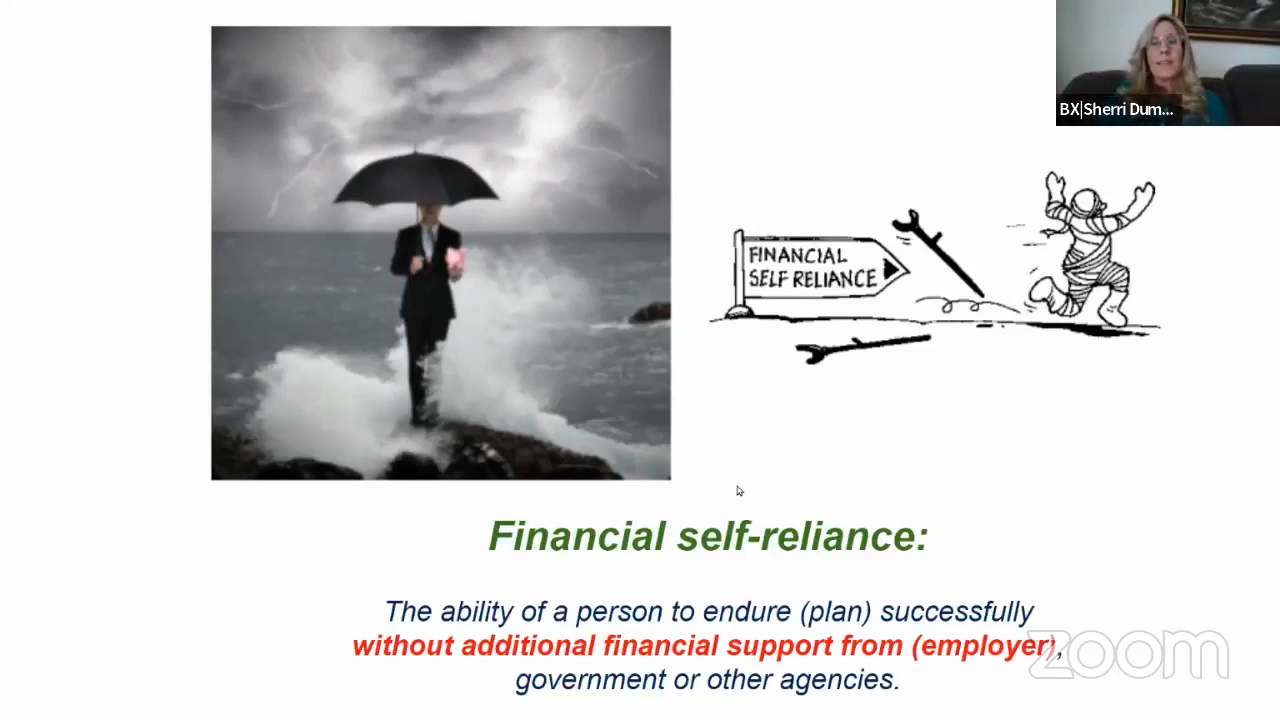 BX|Sherri Dum...
FINANCIAL
SELF RELIANCE
Financial self-reliance:
The ability of a person to endure (plan) successfully
without additional financial support from (employer),
government or other agencies.
zoom